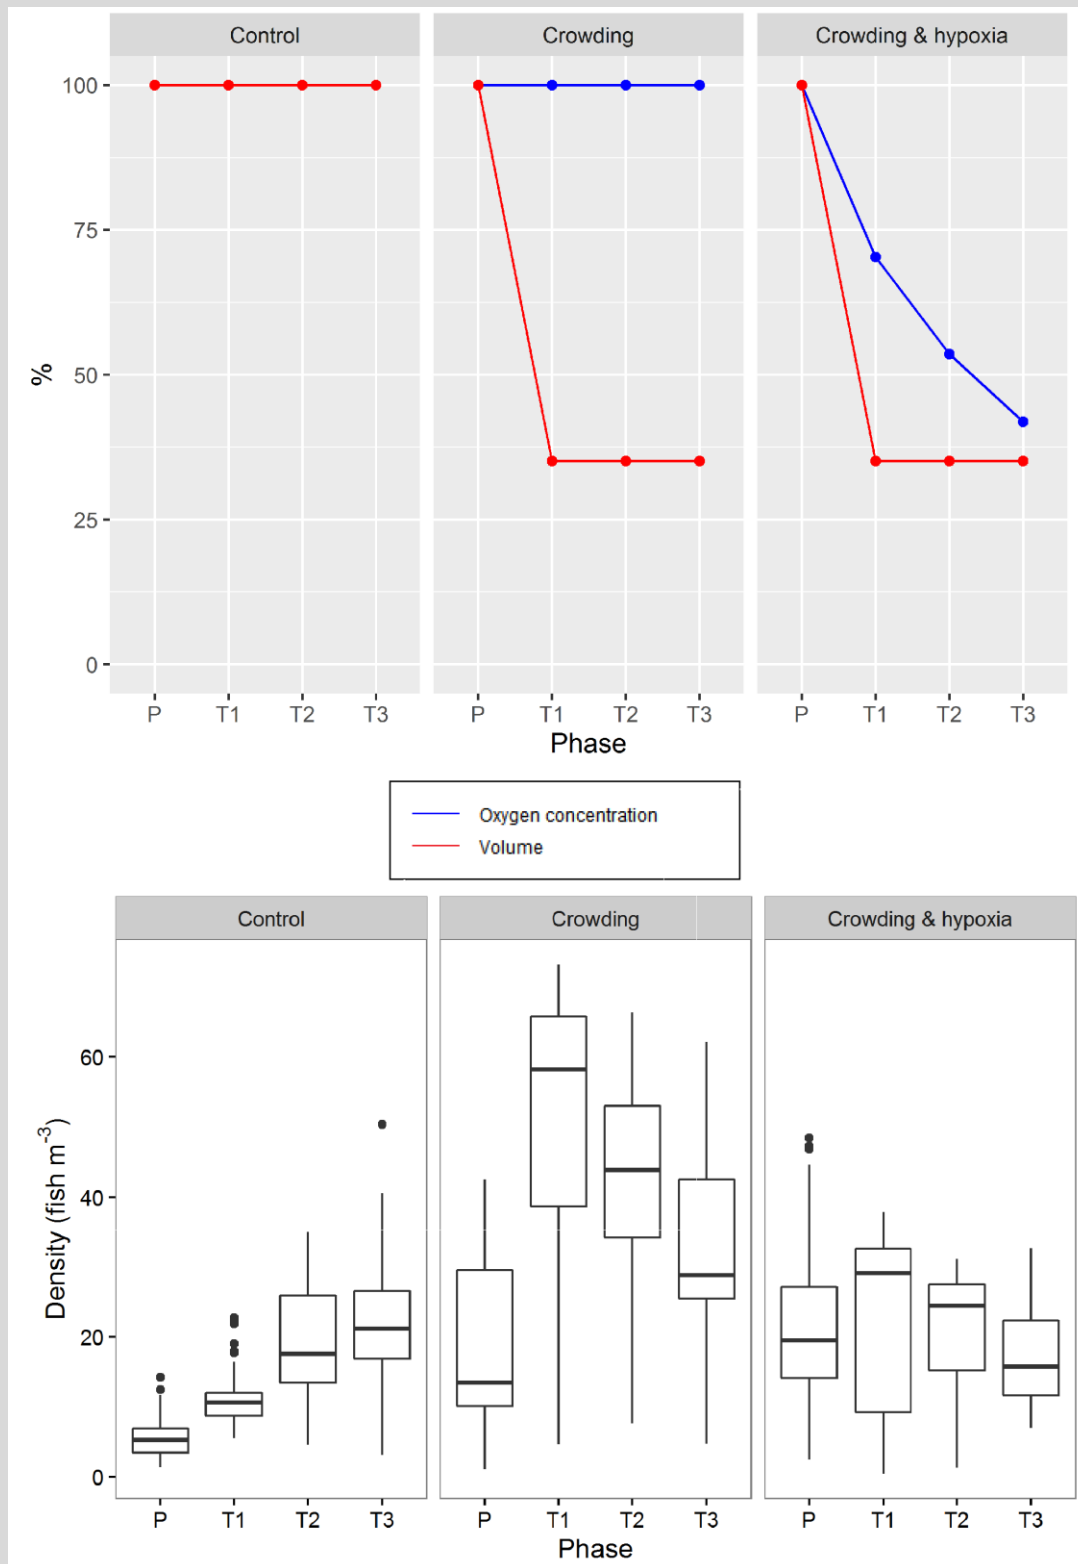 Control Crowding Crowding & hypoxia
100
75
50
25
0
%
P T1 T2 T3 P T1 T2 T3 P T1 T2 T3
Phase
Oxygen concentration
Volume
Control Crowding Crowding & hypoxia
60
40
20
0
Density (fish m⁻³)
P T1 T2 T3 P T1 T2 T3 P T1 T2 T3
Phase